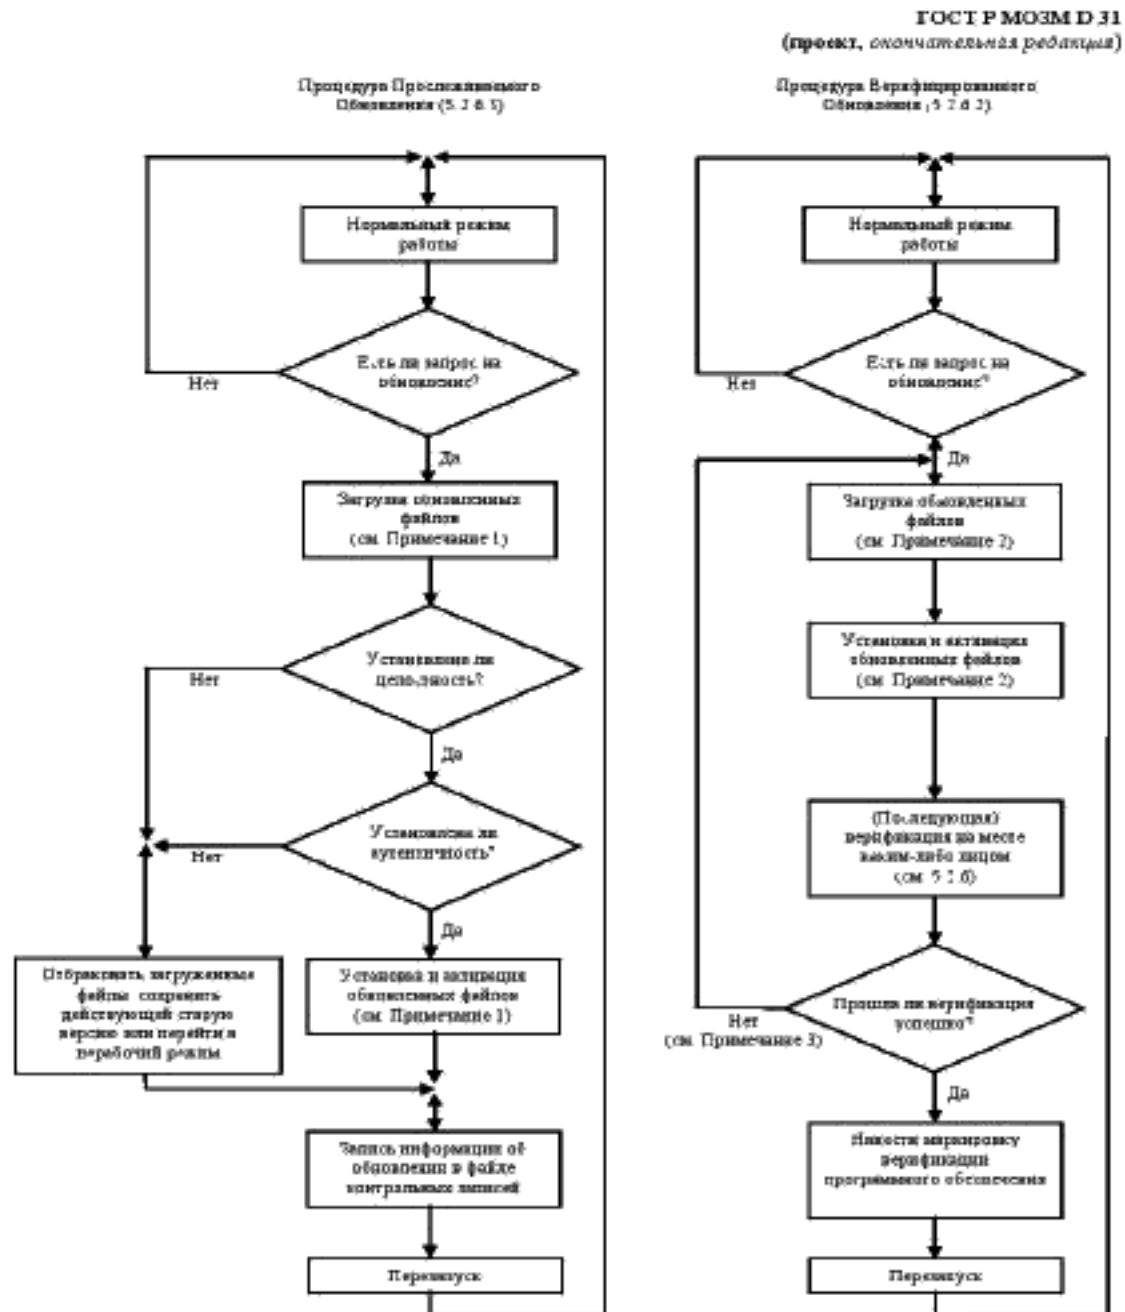 ГОСТ Р МОЗМ D 31
(проект, окончательная редакция)
Процедура Прослеживаемого
Обновления (5.2.6.3)
Нормальный режим
работы
Есть ли запрос на
обновление?
Нет
Да
Загрузка обновленных
файлов
(см. Примечание 1)
Установлена ли
целостность?
Нет
Да
Установлена ли
аутентичность?
Нет
Да
Отбраковать загруженные
файлы сохранить
действующий старую
версию или перейти в
нерабочий режим
Установка и активация
обновленных файлов
(см. Примечание 1)
Запись информации об
обновлении в файле
контрольных записей
Перезапуск
Процедура Верифицированного
Обновления (5.2.6.2)
Нормальный режим
работы
Есть ли запрос на
обновление?
Нет
Да
Загрузка обновленных
файлов
(см. Примечание 2)
Установка и активация
обновленных файлов
(см. Примечание 2)
(Последующая)
верификация на месте
каким-либо лицом
(см. 5.2.6)
Прошла ли верификация
успешно?
Нет
(см. Примечание 3)
Да
Нанести маркировку
верификации
программного обеспечения
Перезапуск